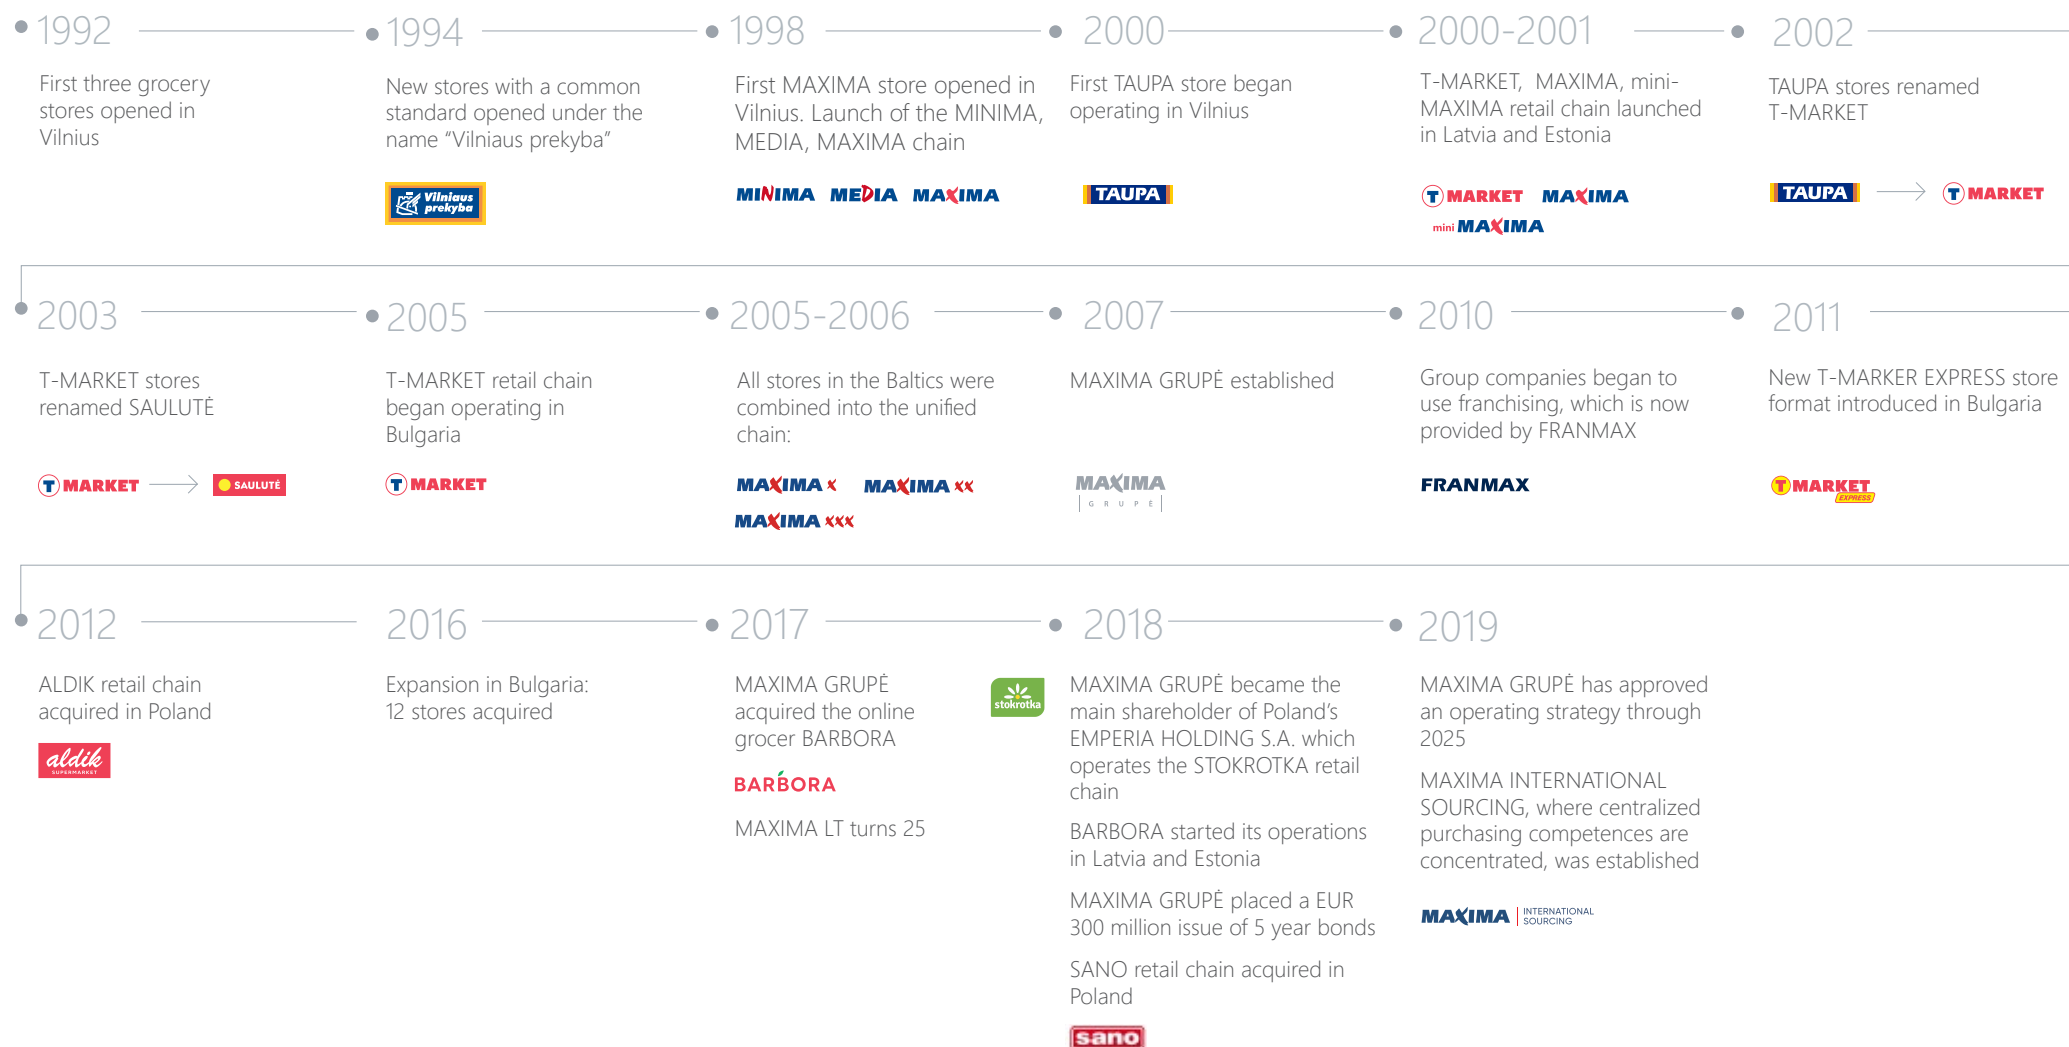 1992
First three grocery
stores opened in
Vilnius
1994
New stores with a common
standard opened under the
name “Vilniaus prekyba”
Vilniaus
prekyba
1998
First MAXIMA store opened in
Vilnius. Launch of the MINIMA,
MEDIA, MAXIMA chain
MINIMA MEDIA MAXIMA
2000
First TAUPA store began
operating in Vilnius
TAUPA
2000-2001
T-MARKET, MAXIMA, mini-
MAXIMA retail chain launched
in Latvia and Estonia
T MARKET MAXIMA
mini MAXIMA
2002
TAUPA stores renamed
T-MARKET
TAUPA T MARKET
2003
T-MARKET stores
renamed SAULUTĖ
T MARKET SAULUTĖ
2005
T-MARKET retail chain
began operating in
Bulgaria
T MARKET
2005-2006
All stores in the Baltics were
combined into the unified
chain:
MAXIMA X MAXIMA XX
MAXIMA XXX
2007
MAXIMA GRUPĖ established
MAXIMA
GRUPĖ
2010
Group companies began to
use franchising, which is now
provided by FRANMAX
FRANMAX
2011
New T-MARKER EXPRESS store
format introduced in Bulgaria
T MARKET
EXPRESS
2012
ALDIK retail chain
acquired in Poland
aldik
SUPERMARKET
2016
Expansion in Bulgaria:
12 stores acquired
2017
MAXIMA GRUPĖ
acquired the online
grocer BARBORA
BARBORA
MAXIMA LT turns 25
stokrotka
2018
MAXIMA GRUPĖ became the
main shareholder of Poland’s
EMPERIA HOLDING S.A. which
operates the STOKROTKA retail
chain
BARBORA started its operations
in Latvia and Estonia
MAXIMA GRUPĖ placed a EUR
300 million issue of 5 year bonds
SANO retail chain acquired in
Poland
sano
2019
MAXIMA GRUPĖ has approved
an operating strategy through
2025
MAXIMA INTERNATIONAL
SOURCING, where centralized
purchasing competences are
concentrated, was established
MAXIMA INTERNATIONAL
SOURCING